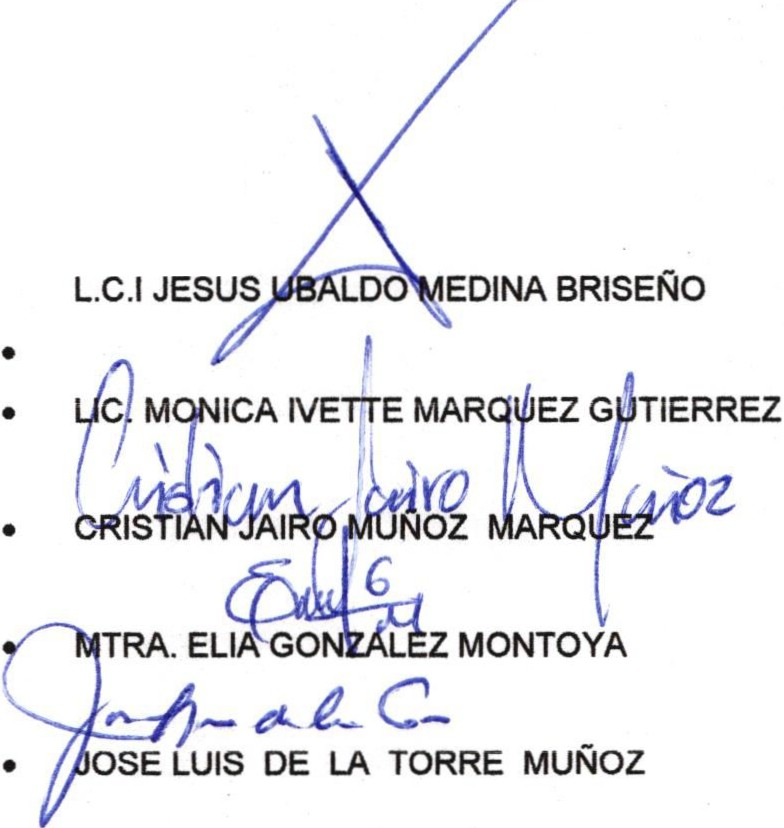 L.C.I JESUS UBALDO MEDINA BRISEÑO
•
• LIC. MONICA IVETTE MARQUEZ GUTIERREZ
Cristian Jairo Muñoz
• CRISTIAN JAIRO MUÑOZ MARQUEZ
• MTRA. ELIA GONZÁLEZ MONTOYA
• JOSE LUIS DE LA TORRE MUÑOZ